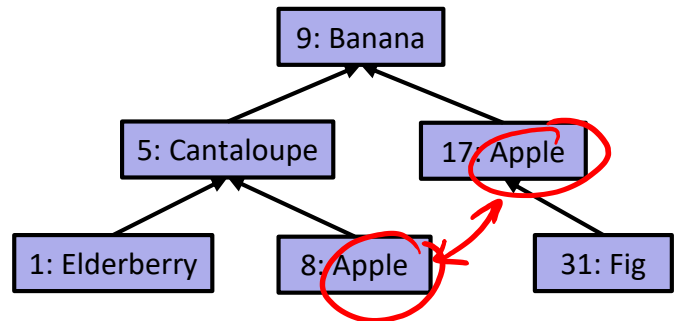 9: Banana
5: Cantaloupe
17: Apple
1: Elderberry
8: Apple
31: Fig